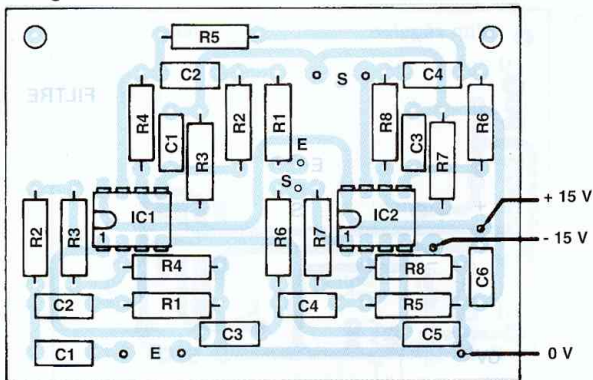 R5
C2
S
C4
FILTRE
R4
C1
R3
R2
R1
R8
C3
R7
R6
E
S
E
IC1
1
IC2
1
+ 15 V
- 15 V
R2
R3
R6
R7
R4
R8
C6
C2
R1
C4
R5
C3
C5
C1
E
0 V